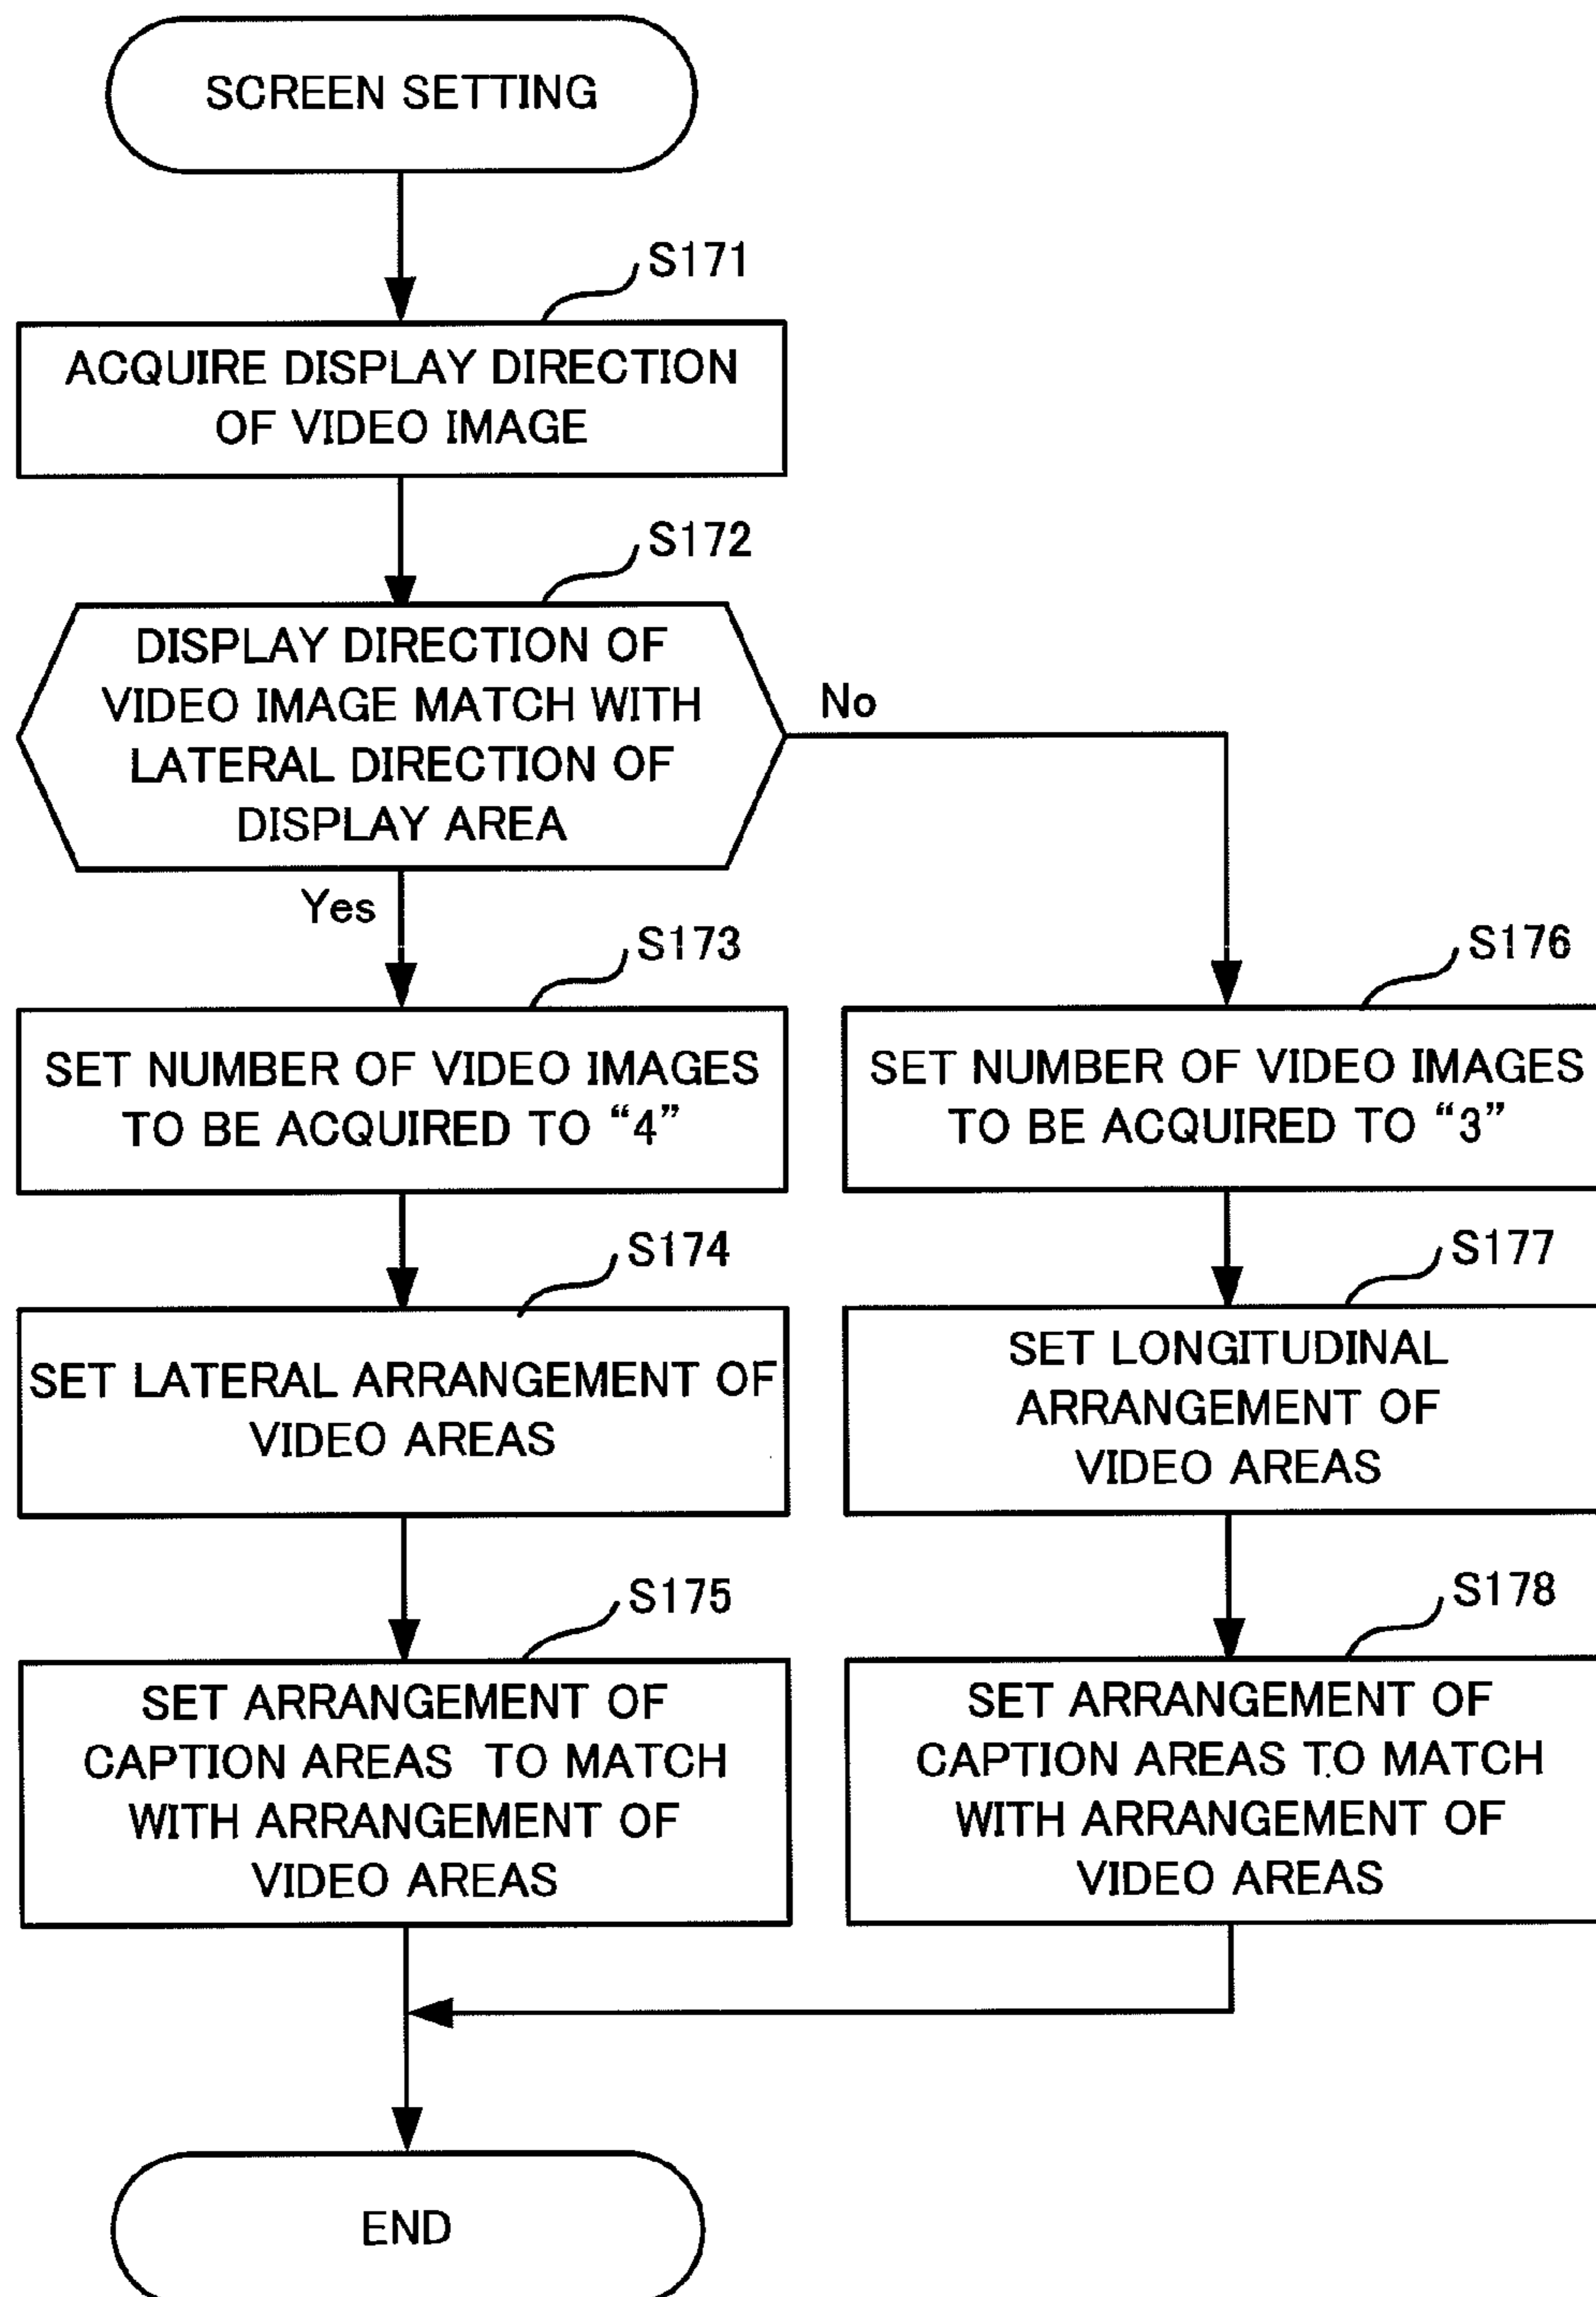 SCREEN SETTING
S171
ACQUIRE DISPLAY DIRECTION
OF VIDEO IMAGE
S172
DISPLAY DIRECTION OF
VIDEO IMAGE MATCH WITH
LATERAL DIRECTION OF
DISPLAY AREA
No
Yes
S173
SET NUMBER OF VIDEO IMAGES
TO BE ACQUIRED TO “4”
S174
SET LATERAL ARRANGEMENT OF
VIDEO AREAS
S175
SET ARRANGEMENT OF
CAPTION AREAS TO MATCH
WITH ARRANGEMENT OF
VIDEO AREAS
S176
SET NUMBER OF VIDEO IMAGES
TO BE ACQUIRED TO “3”
S177
SET LONGITUDINAL
ARRANGEMENT OF
VIDEO AREAS
S178
SET ARRANGEMENT OF
CAPTION AREAS TO MATCH
WITH ARRANGEMENT OF
VIDEO AREAS
END